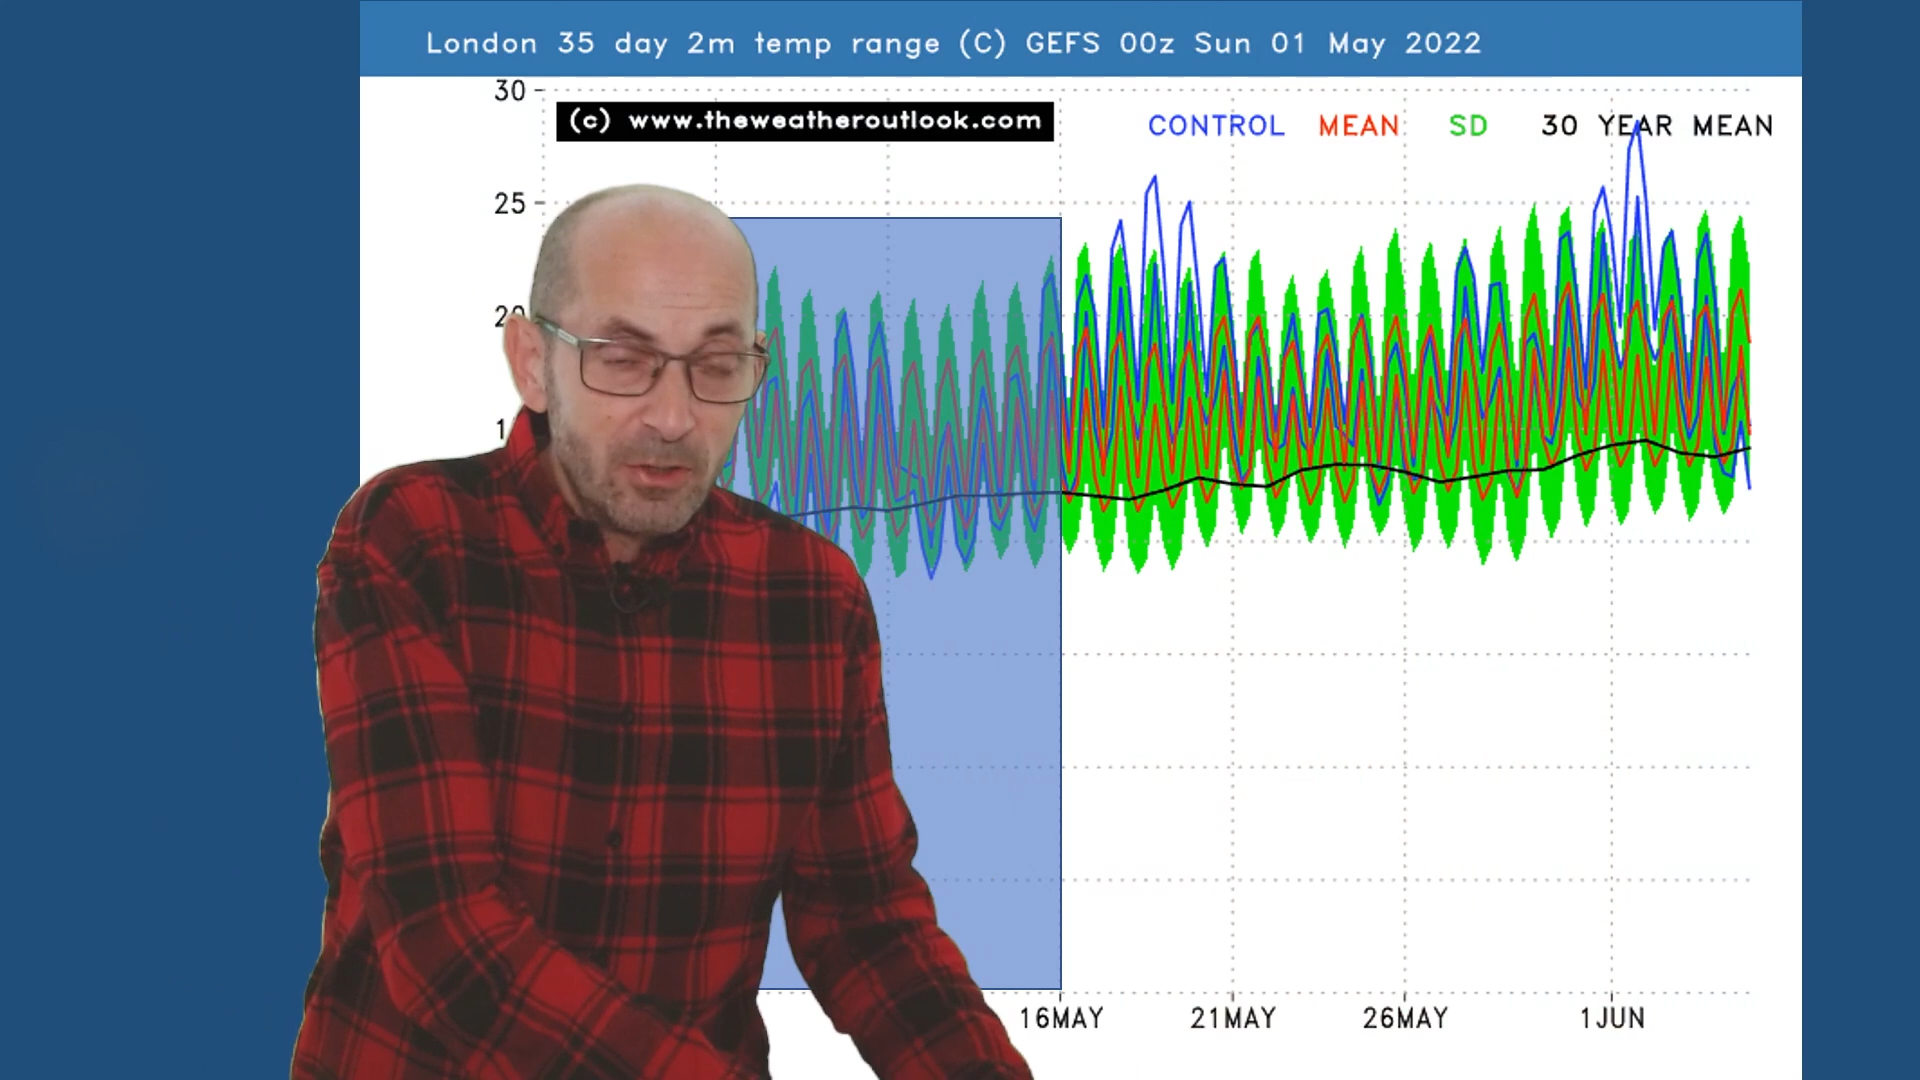 London 35 day 2m temp range (C) GEFS 00z Sun 01 May 2022
30
(c) www.theweatheroutlook.com
CONTROL MEAN SD 30 YEAR MEAN
25
16MAY 21MAY 26MAY 1JUN